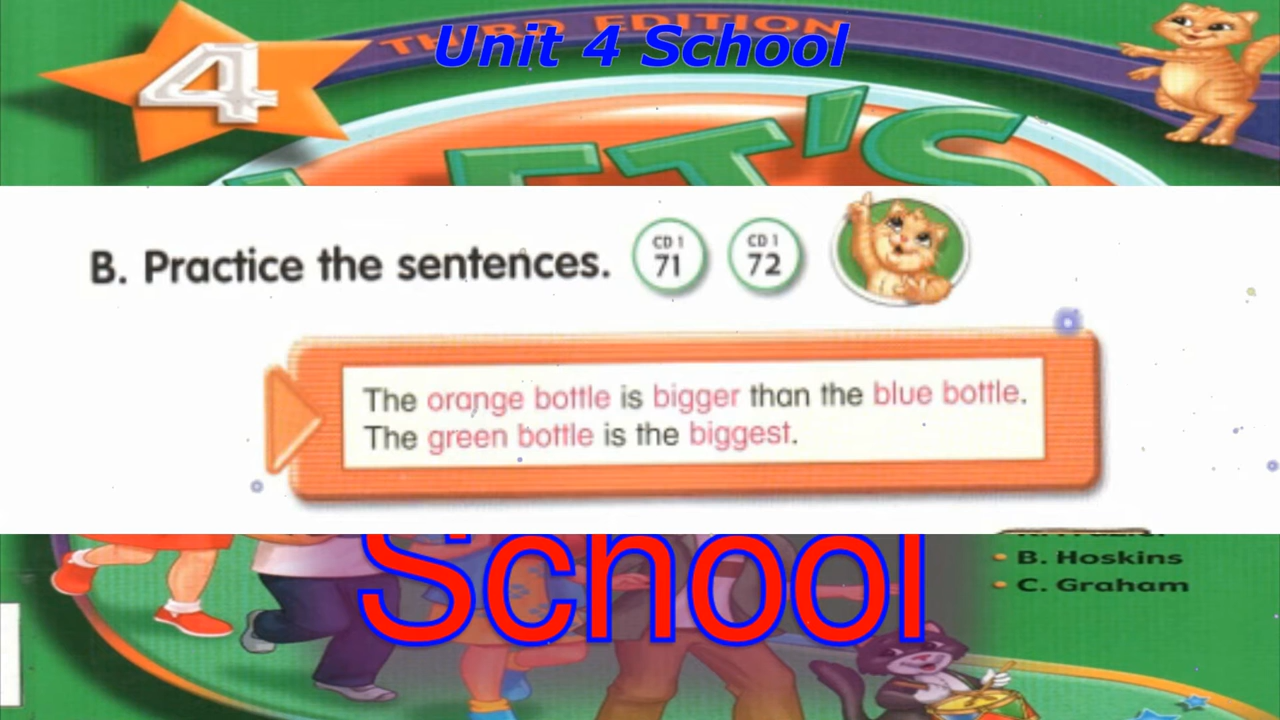 4
THIRD EDITION
Unit 4 School
LET'S
B. Practice the sentences.
CD 1
71
CD 1
72
The orange bottle is bigger than the blue bottle.
The green bottle is the biggest.
School
B. Hoskins
C. Graham